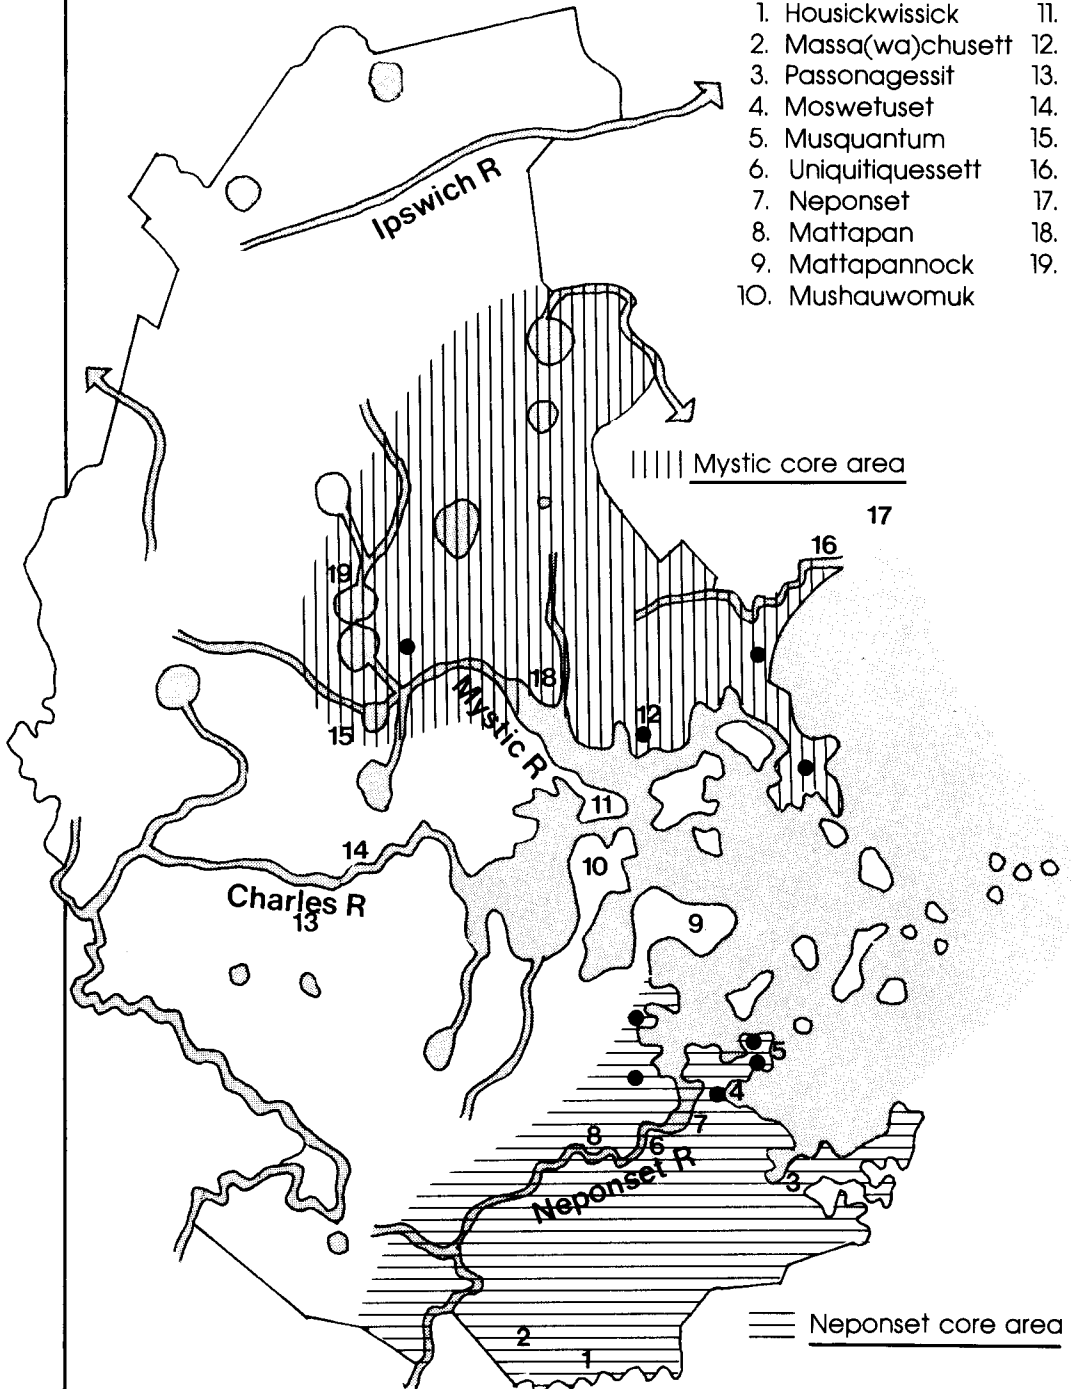 1. Housickwissick 11.
2. Massa(wa)chusett 12.
3. Passonagessit 13.
4. Moswetuset 14.
5. Musquantum 15.
6. Uniquitiquessett 16.
7. Neponset 17.
8. Mattapan 18.
9. Mattapannock 19.
10. Mushauwomuk
Ipswich R
Mystic core area
17
16
19
18
Mystic R
12
15
11
14
10
Charles R
13
9
5
4
7
8
6
Neponset R
3
Neponset core area
2
1